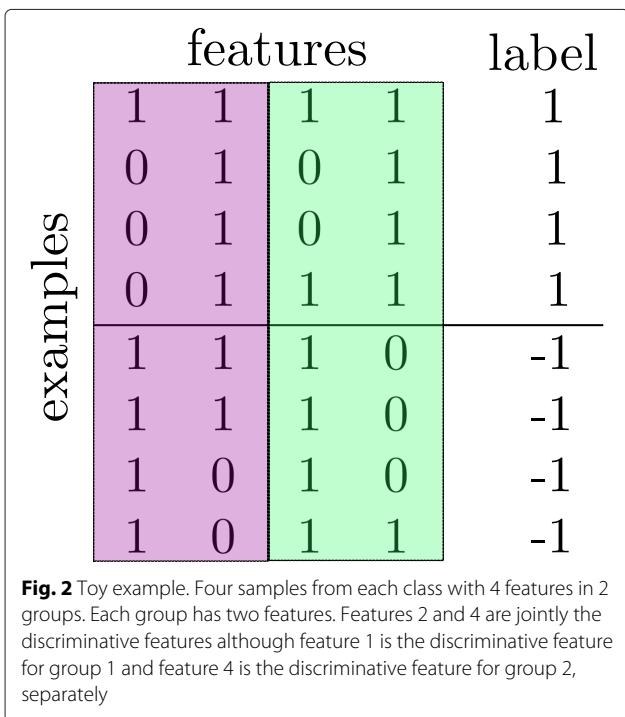 features label
1 1 1 1 1
0 1 0 1 1
0 1 0 1 1
0 1 1 1 1
examples
1 1 1 0 -1
1 1 1 0 -1
1 0 1 0 -1
1 0 1 1 -1
Fig. 2 Toy example. Four samples from each class with 4 features in 2
groups. Each group has two features. Features 2 and 4 are jointly the
discriminative features although feature 1 is the discriminative feature
for group 1 and feature 4 is the discriminative feature for group 2,
separately